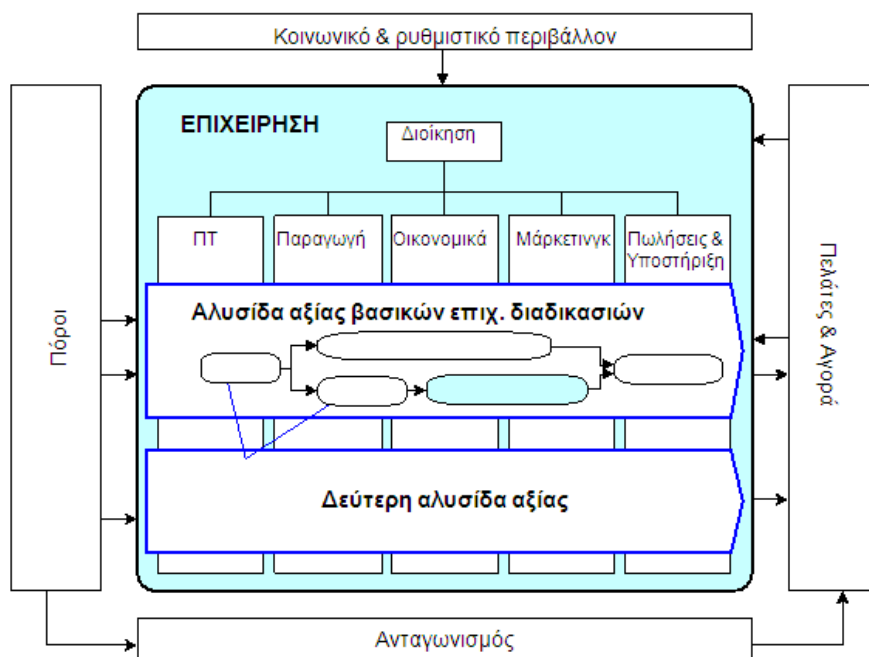 Κοινωνικό & ρυθμιστικό περιβάλλον
ΕΠΙΧΕΙΡΗΣΗ
Διοίκηση
ΠΤ
Παραγωγή
Οικονομικά
Μάρκετινγκ
Πωλήσεις &
Υποστήριξη
Αλυσίδα αξίας βασικών επιχ. διαδικασιών
Πόροι
Πελάτες & Αγορά
Δεύτερη αλυσίδα αξίας
Ανταγωνισμός